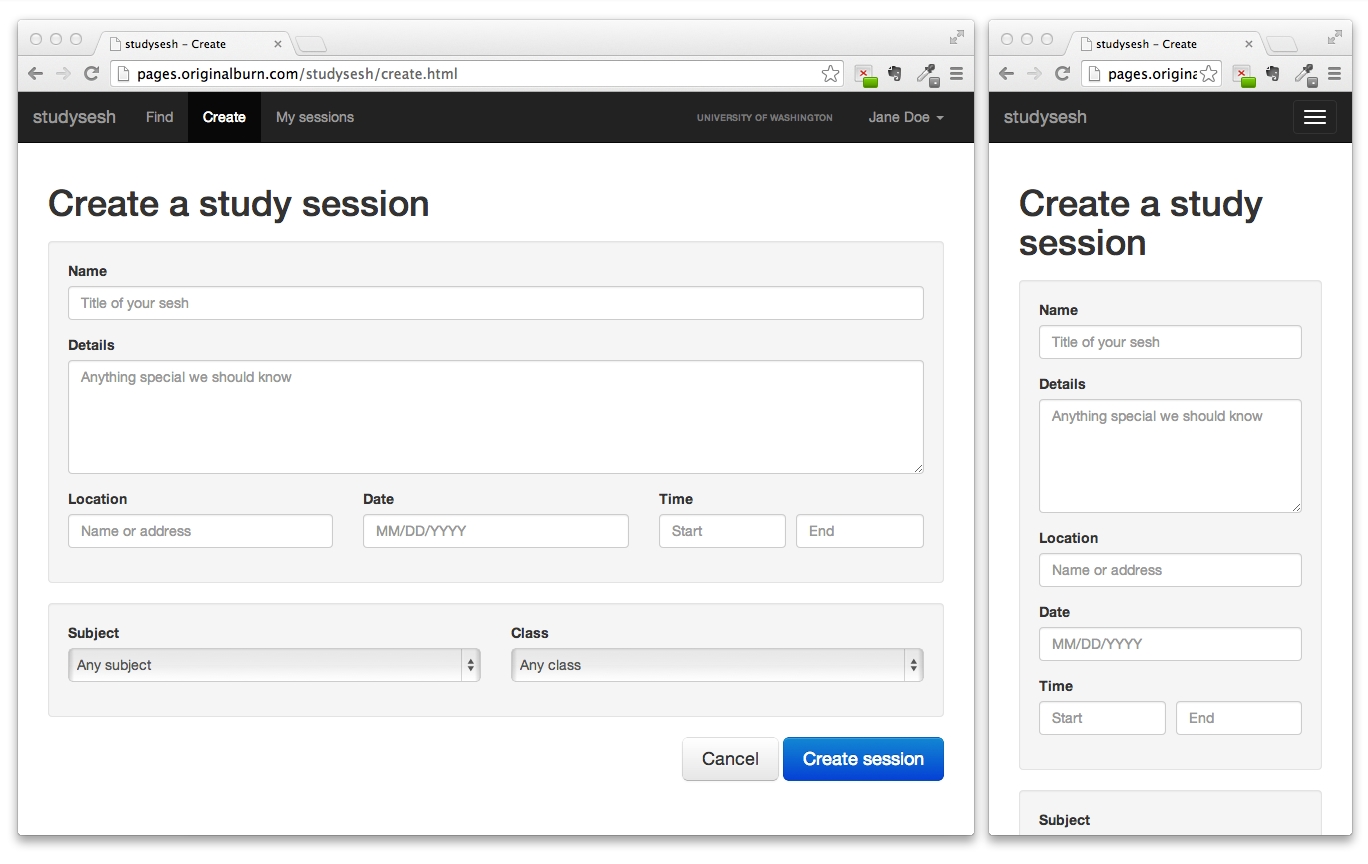 studysesh – Create
pages.originalburn.com/studysesh/create.html
studysesh Find Create My sessions UNIVERSITY OF WASHINGTON Jane Doe
Create a study session
Name
Title of your sesh
Details
Anything special we should know
Location Date Time
Name or address MM/DD/YYYY Start End
Subject Class
Any subject Any class
Cancel Create session
studysesh – Create
pages.origina
studysesh
Create a study
session
Name
Title of your sesh
Details
Anything special we should know
Location
Name or address
Date
MM/DD/YYYY
Time
Start End
Subject